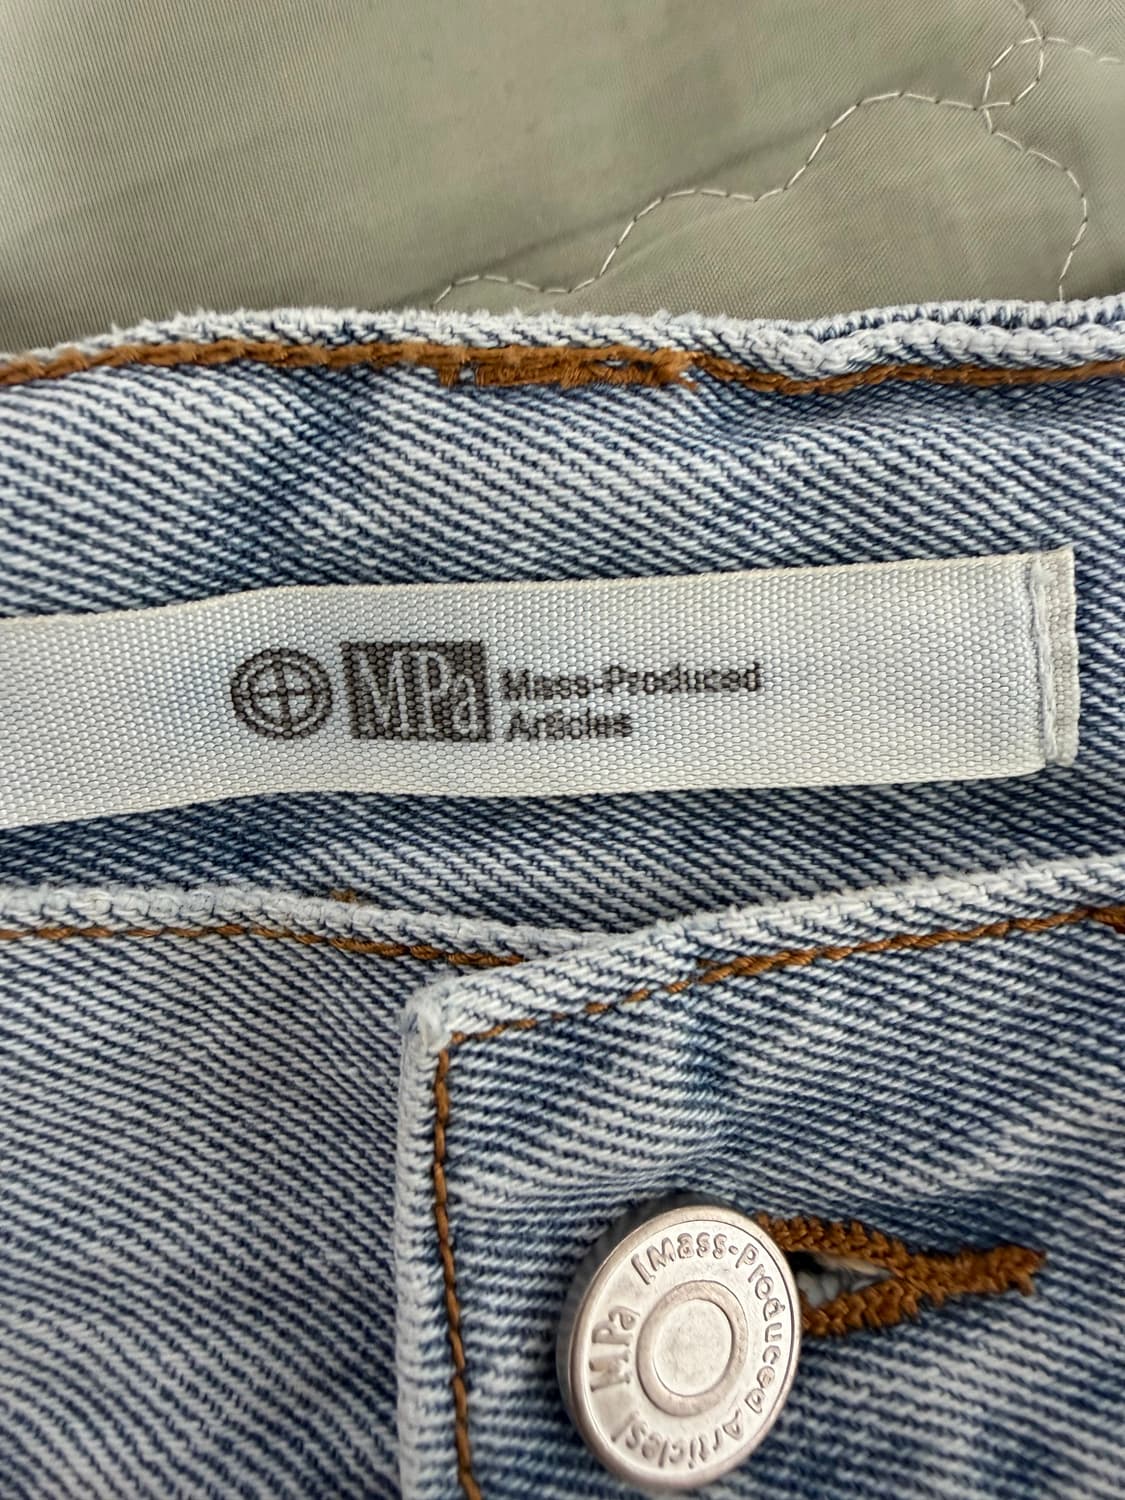 MPa Mass-Produced
Articles
MPa [Mass-Produced Articles]